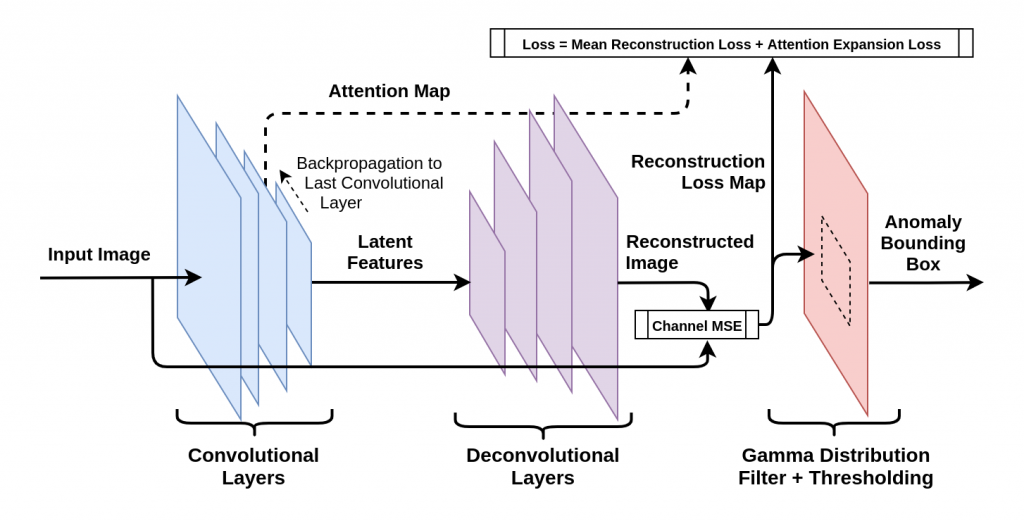 Loss = Mean Reconstruction Loss + Attention Expansion Loss
Attention Map
Backpropagation to
Last Convolutional
Layer
Reconstruction
Loss Map
Input Image
Latent
Features
Reconstructed
Image
Anomaly
Bounding
Box
Channel MSE
Convolutional
Layers
Deconvolutional
Layers
Gamma Distribution
Filter + Thresholding